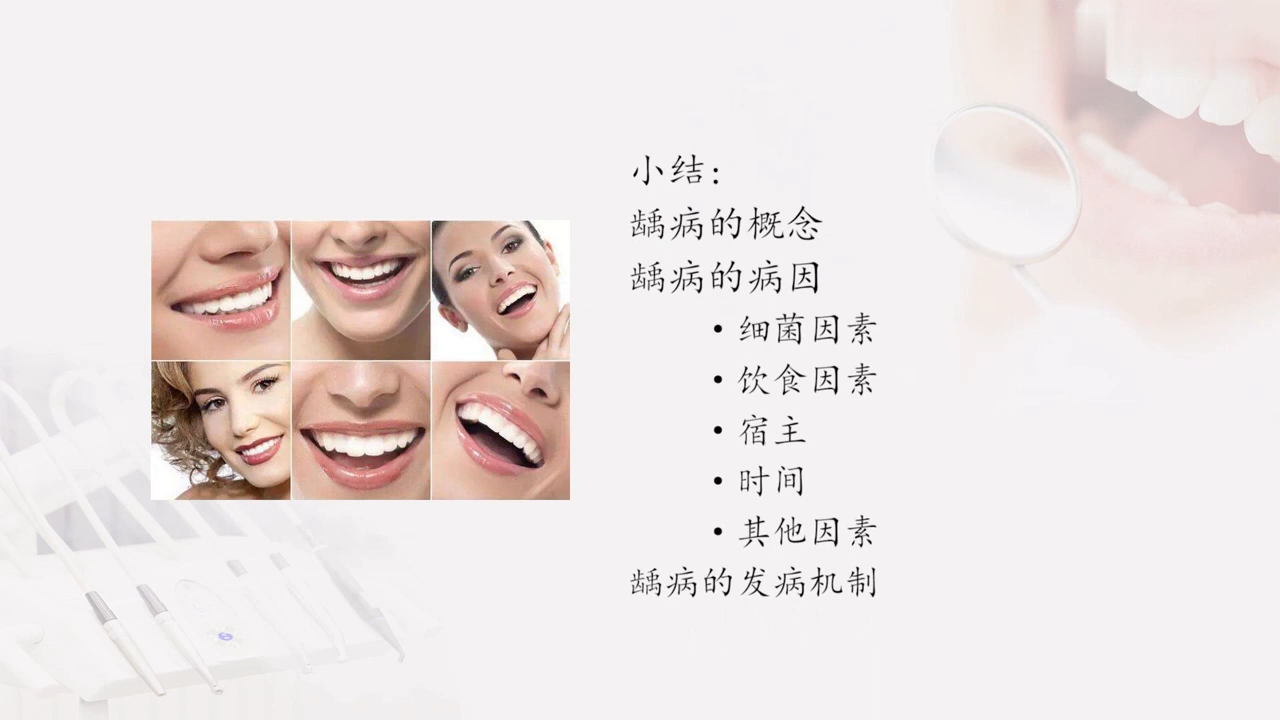 小结：
龋病的概念
龋病的病因
• 细菌因素
• 饮食因素
• 宿主
• 时间
• 其他因素
龋病的发病机制